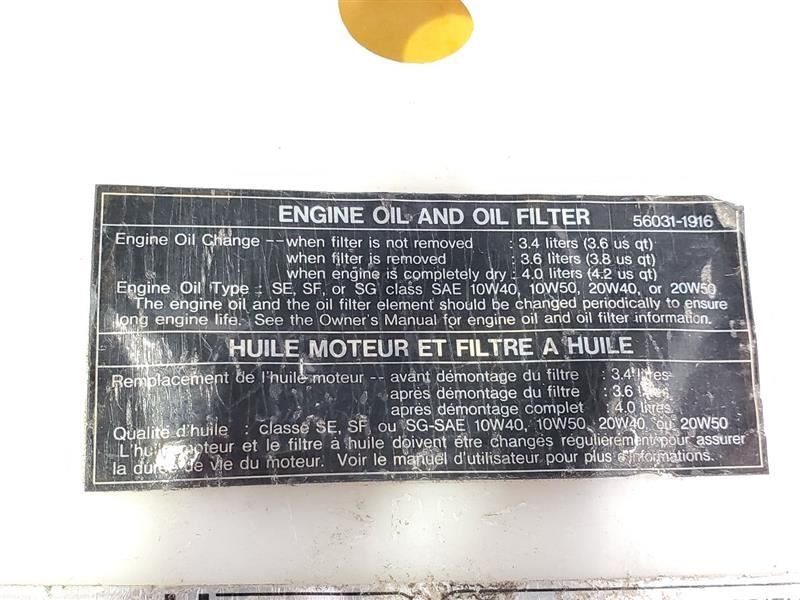 ENGINE OIL AND OIL FILTER 56031-1916
Engine Oil Change -- when filter is not removed : 3.4 liters (3.6 us qt)
when filter is removed : 3.6 liters (3.8 us qt)
when engine is completely dry : 4.0 liters (4.2 us qt)
Engine Oil Type : SE, SF, or SG class SAE 10W40, 10W50, 20W40, or 20W50
The engine oil and the oil filter element should be changed periodically to ensure
long engine life. See the Owner's Manual for engine oil and oil filter information.
HUILE MOTEUR ET FILTRE A HUILE
Remplacement de l'huile moteur -- avant démontage du filtre : 3.4 litres
après démontage du filtre : 3.6 litres
après démontage complet : 4.0 litres
Qualité d'huile : classe SE, SF ou SG-SAE 10W40, 10W50, 20W40, ou 20W50
L'huile moteur et le filtre à huile doivent être changés régulièrement pour assurer
la durée de vie du moteur. Voir le manuel d'utilisateur pour plus d'informations.